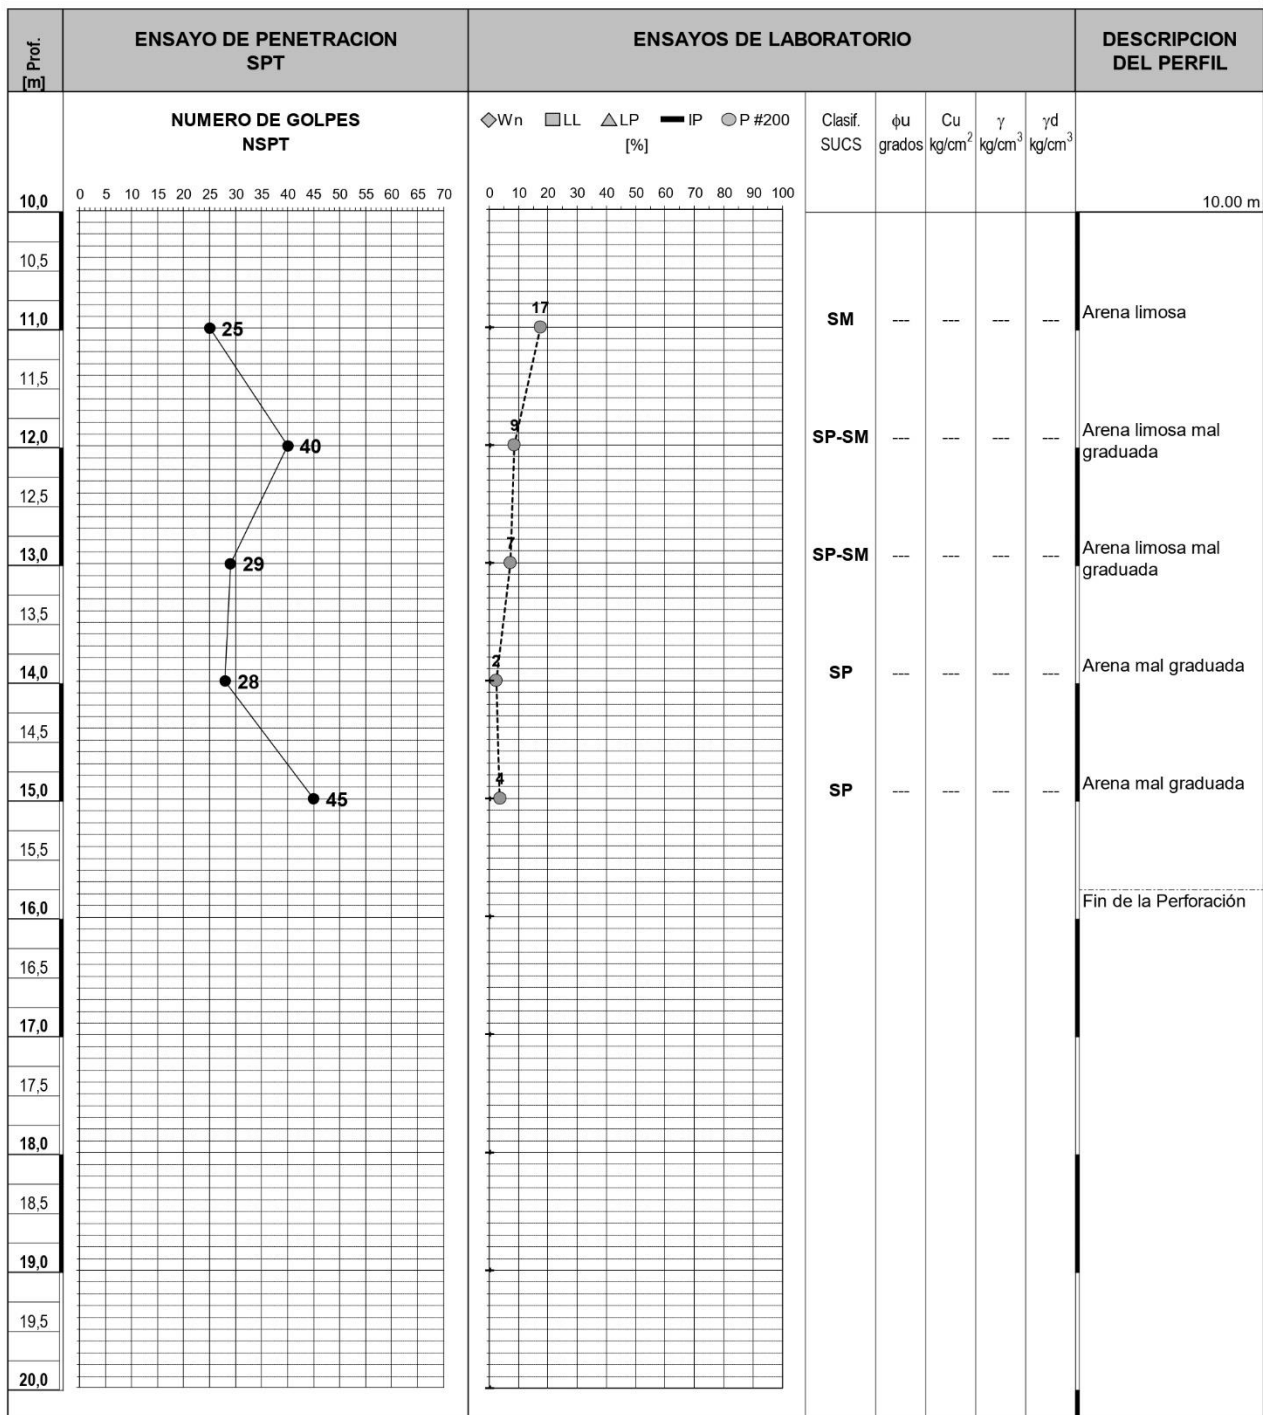 [m] Prof.
ENSAYO DE PENETRACION
SPT
ENSAYOS DE LABORATORIO
DESCRIPCION
DEL PERFIL
NUMERO DE GOLPES
NSPT
Wn LL LP IP P #200
[%]
Clasif.
SUCS
ϕu
grados
Cu
kg/cm²
γ
kg/cm³
γd
kg/cm³
0 5 10 15 20 25 30 35 40 45 50 55 60 65 70
0 10 20 30 40 50 60 70 80 90 100
10,0
10.00 m
10,5
11,0
25
17
SM --- --- --- ---
Arena limosa
11,5
12,0
40
9
SP-SM --- --- --- ---
Arena limosa mal
graduada
12,5
13,0
29
7
SP-SM --- --- --- ---
Arena limosa mal
graduada
13,5
14,0
28
2
SP --- --- --- ---
Arena mal graduada
14,5
15,0
45
4
SP --- --- --- ---
Arena mal graduada
15,5
16,0
Fin de la Perforación
16,5
17,0
17,5
18,0
18,5
19,0
19,5
20,0